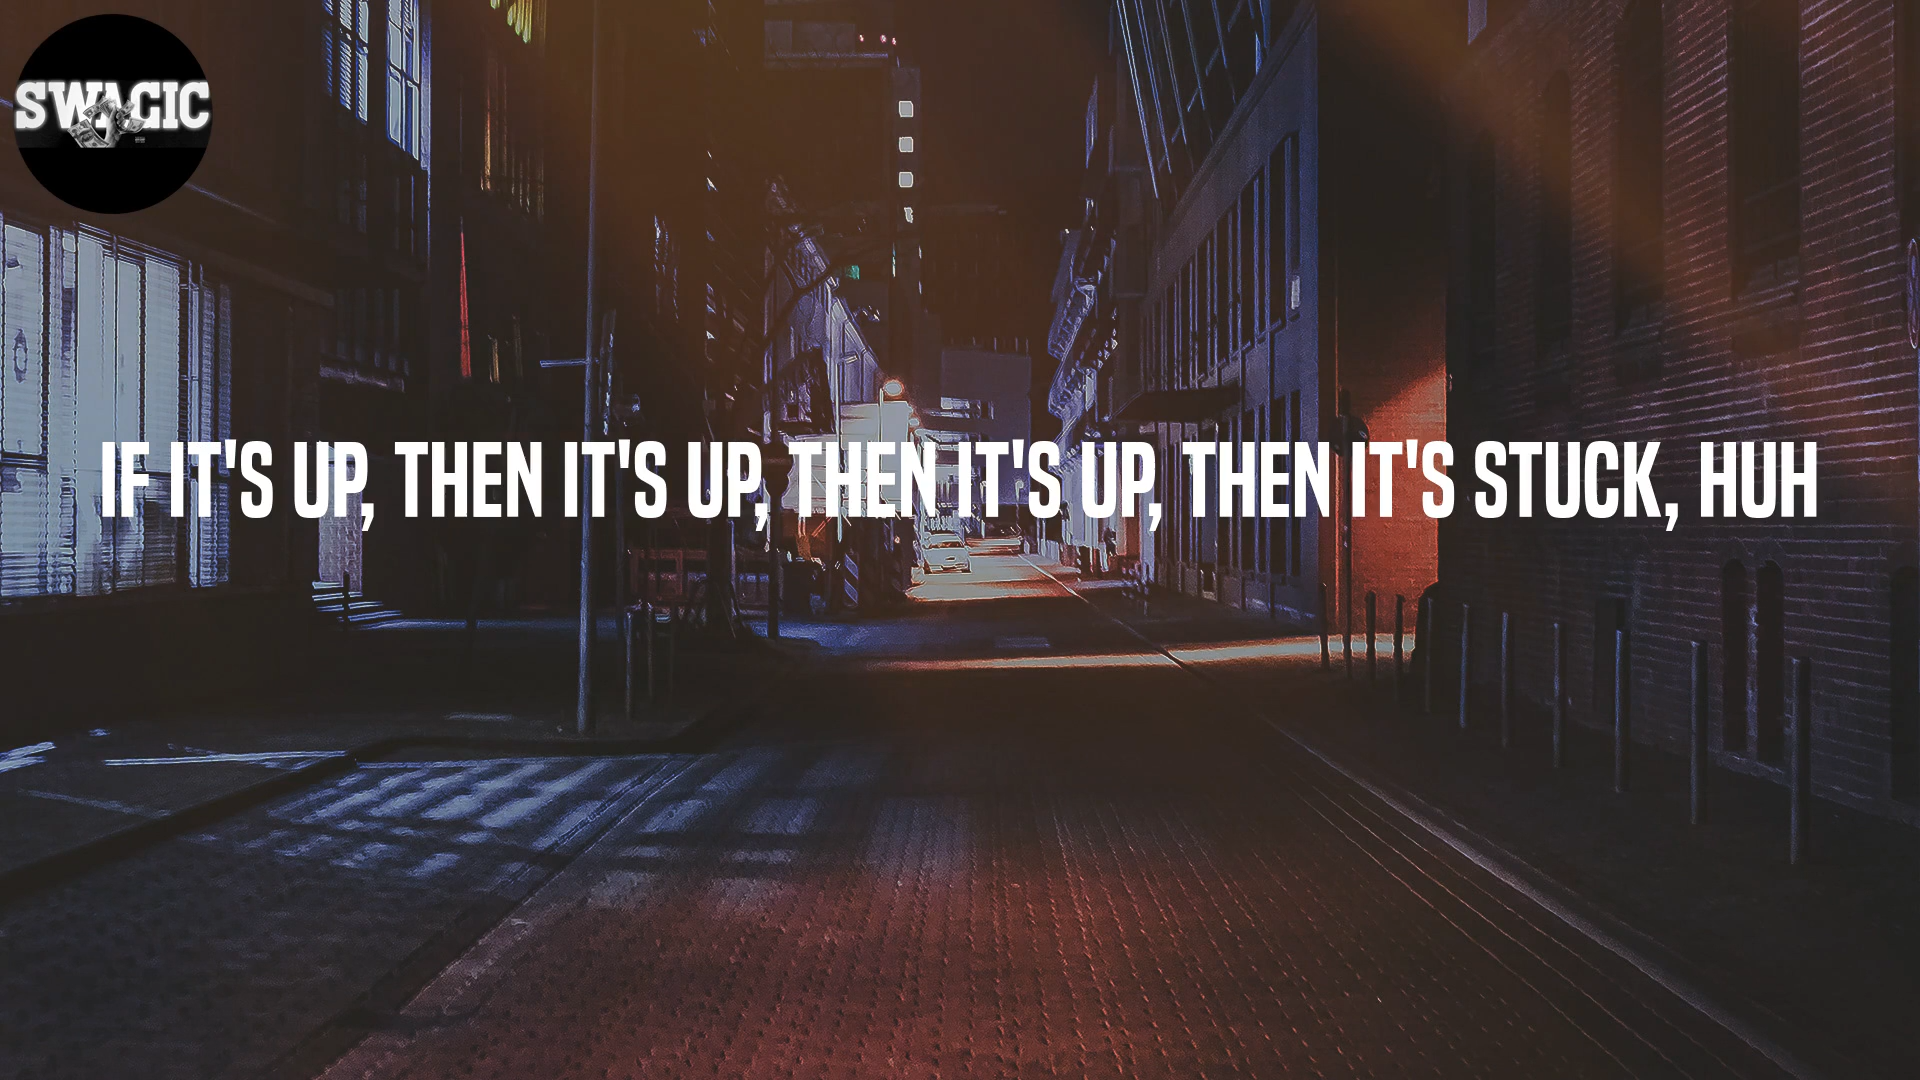 SWAGIC
IF IT'S UP, THEN IT'S UP, THEN IT'S UP, THEN IT'S STUCK, HUH